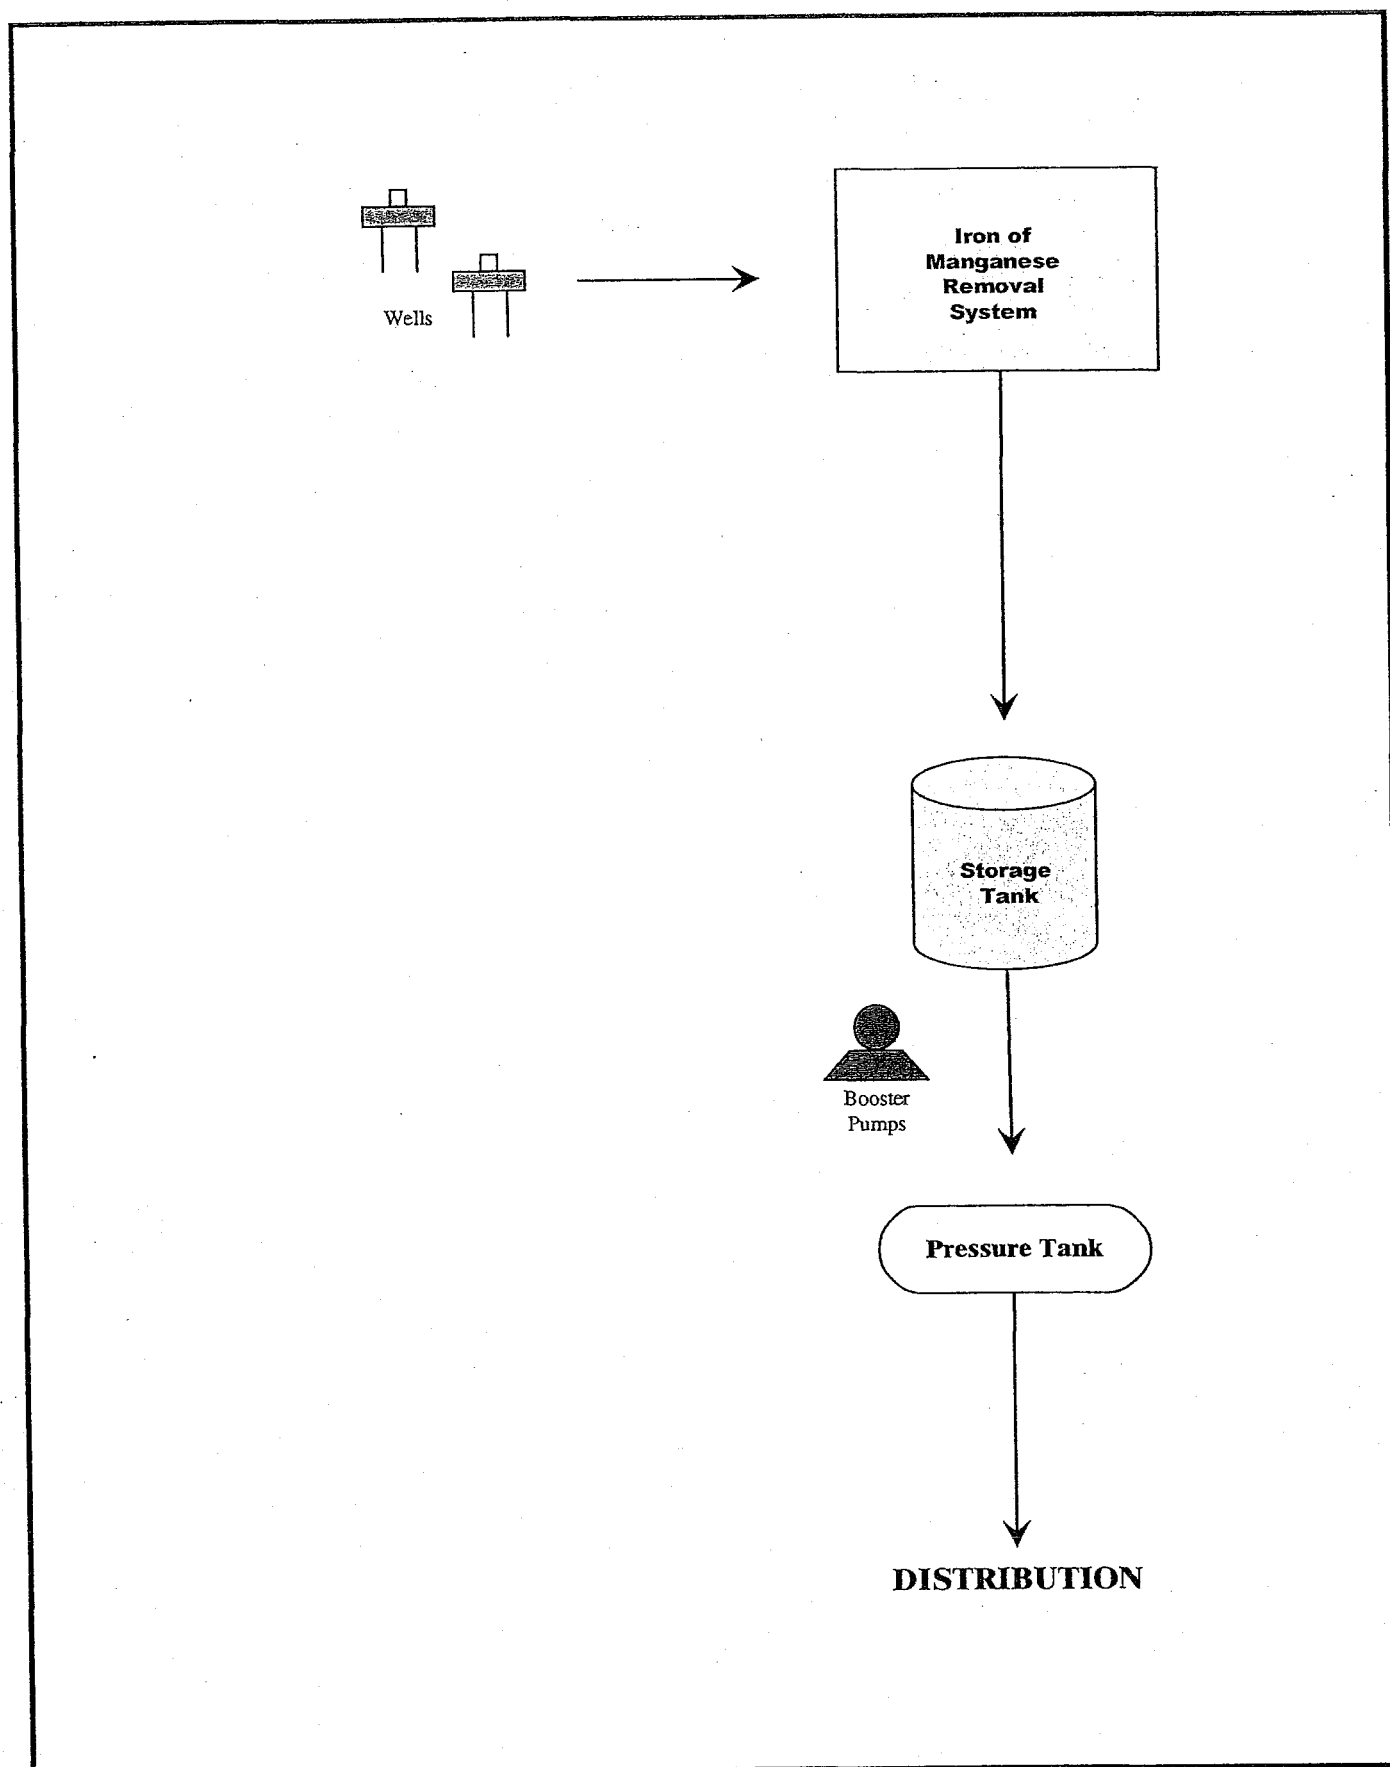 Wells
Iron of
Manganese
Removal
System
Storage
Tank
Booster
Pumps
Pressure Tank
DISTRIBUTION